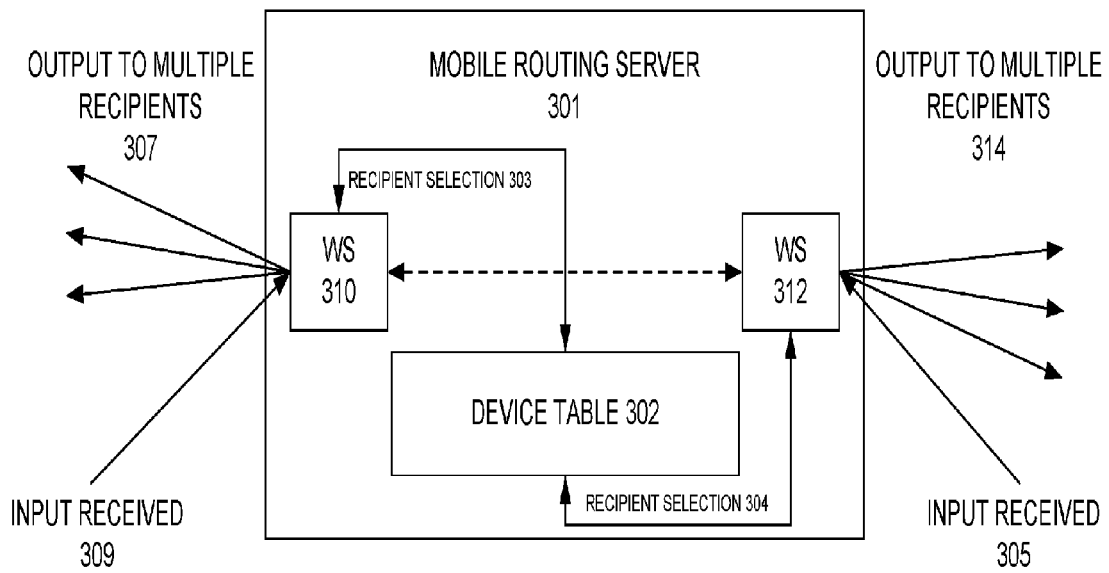 OUTPUT TO MULTIPLE
RECIPIENTS
307
MOBILE ROUTING SERVER
301
OUTPUT TO MULTIPLE
RECIPIENTS
314
RECIPIENT SELECTION 303
WS
310
WS
312
DEVICE TABLE 302
RECIPIENT SELECTION 304
INPUT RECEIVED
309
INPUT RECEIVED
305